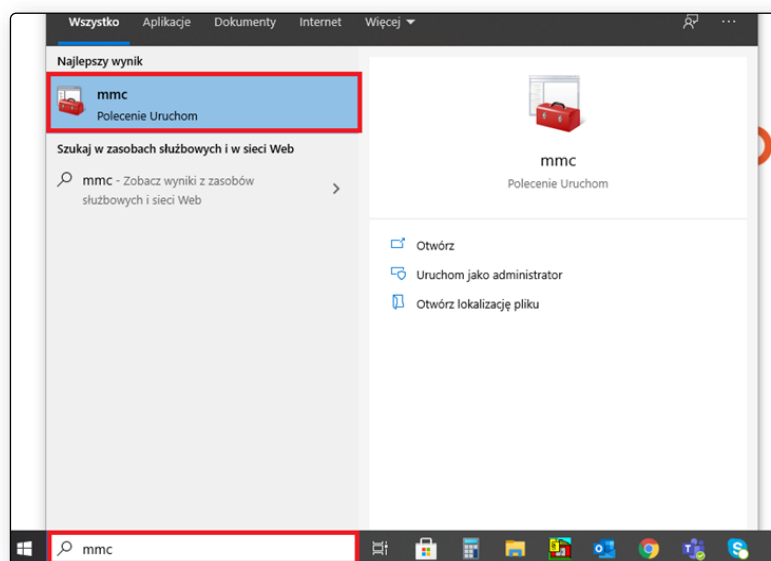 Wszystko Aplikacje Dokumenty Internet Więcej
Najlepszy wynik
mmc
Polecenie Uruchom
Szukaj w zasobach służbowych i w sieci Web
mmc - Zobacz wyniki z zasobów
służbowych i sieci Web
mmc
Polecenie Uruchom
Otwórz
Uruchom jako administrator
Otwórz lokalizację pliku
mmc